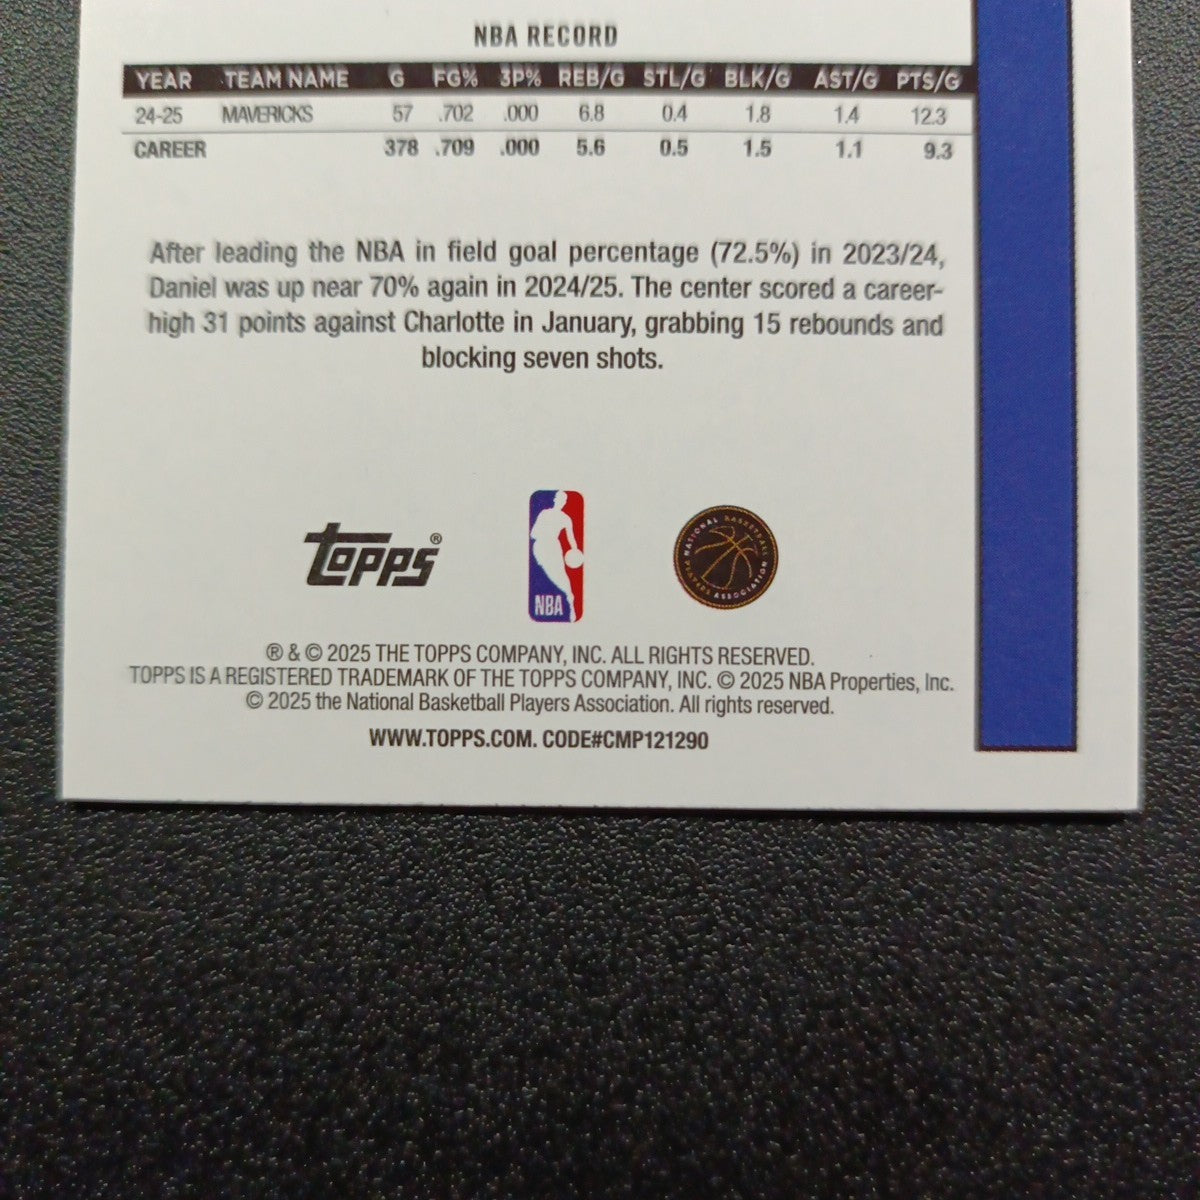 NBA RECORD
YEAR TEAM NAME G FG% 3P% REB/G STL/G BLK/G AST/G PTS/G
24-25 MAVERICKS 57 .702 .000 6.8 0.4 1.8 1.4 12.3
CAREER 378 .709 .000 5.6 0.5 1.5 1.1 9.3
After leading the NBA in field goal percentage (72.5%) in 2023/24,
Daniel was up near 70% again in 2024/25. The center scored a career-
high 31 points against Charlotte in January, grabbing 15 rebounds and
blocking seven shots.
topps®
NBA
NATIONAL BASKETBALL PLAYERS ASSOCIATION
® & © 2025 THE TOPPS COMPANY, INC. ALL RIGHTS RESERVED.
TOPPS IS A REGISTERED TRADEMARK OF THE TOPPS COMPANY, INC. © 2025 NBA Properties, Inc.
© 2025 the National Basketball Players Association. All rights reserved.
WWW.TOPPS.COM. CODE#CMP121290